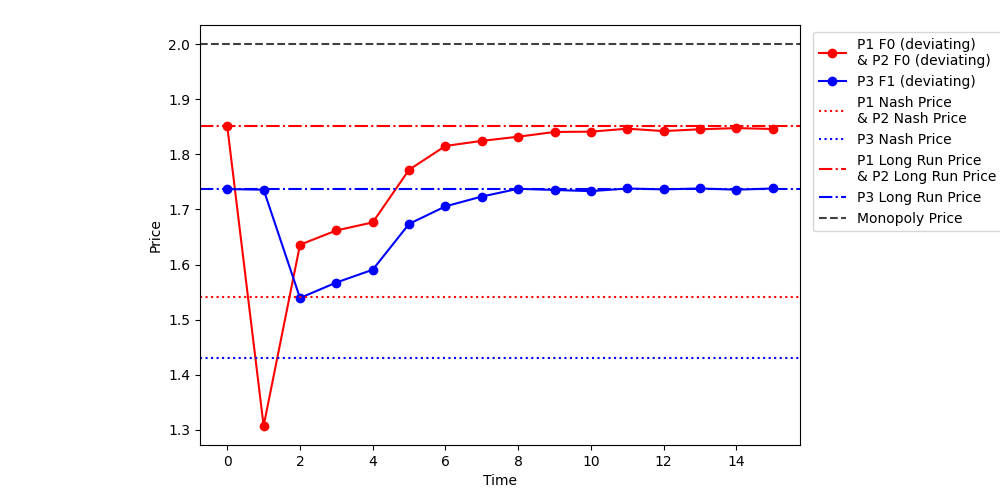 2.0
1.9
1.8
1.7
1.6
1.5
1.4
1.3
Price
0
2
4
6
8
10
12
14
Time
P1 F0 (deviating)
& P2 F0 (deviating)
P3 F1 (deviating)
P1 Nash Price
& P2 Nash Price
P3 Nash Price
P1 Long Run Price
& P2 Long Run Price
P3 Long Run Price
Monopoly Price